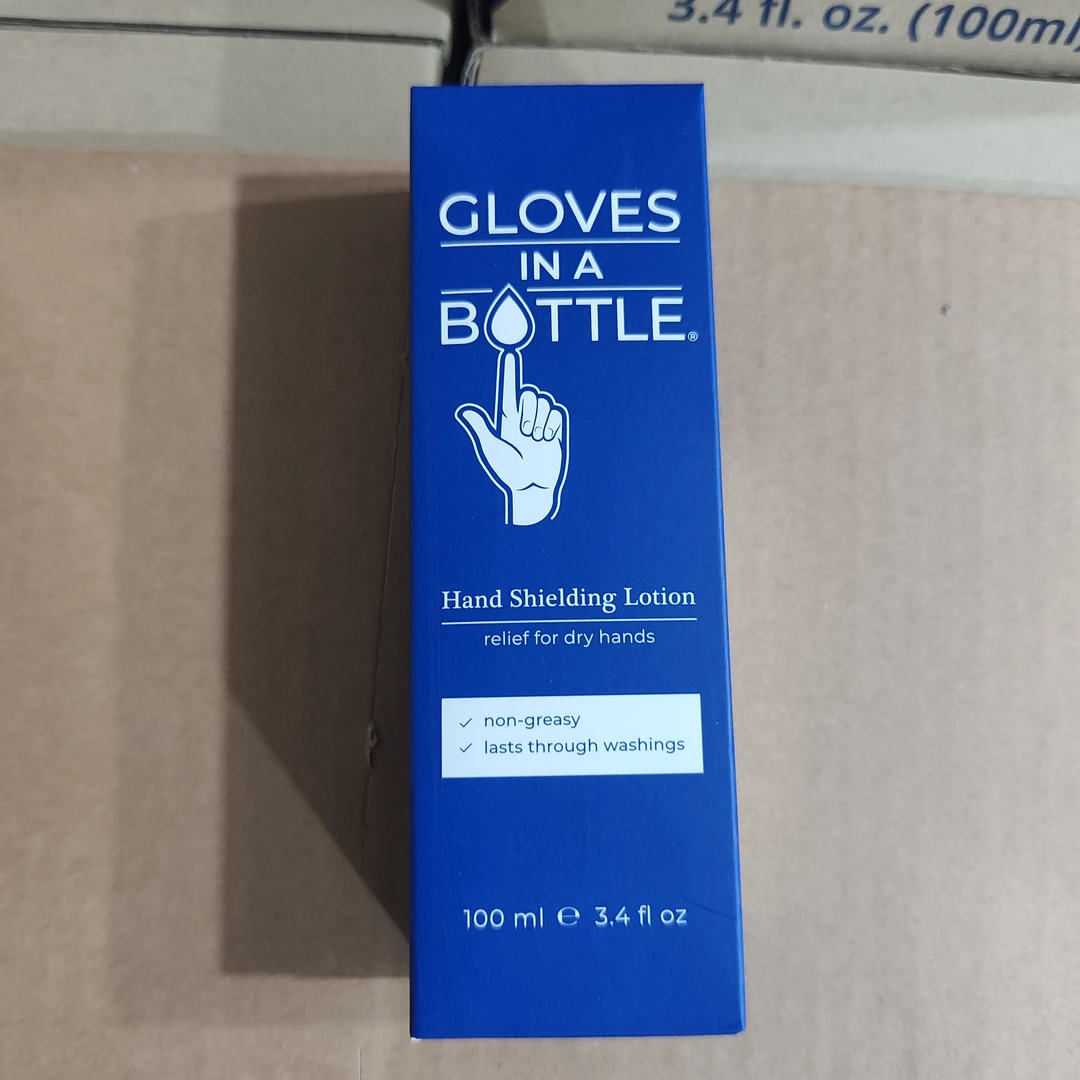 3.4 fl. oz. (100ml)
GLOVES
IN A
BOTTLE®
Hand Shielding Lotion
relief for dry hands
✓ non-greasy
✓ lasts through washings
100 ml ℮ 3.4 fl oz